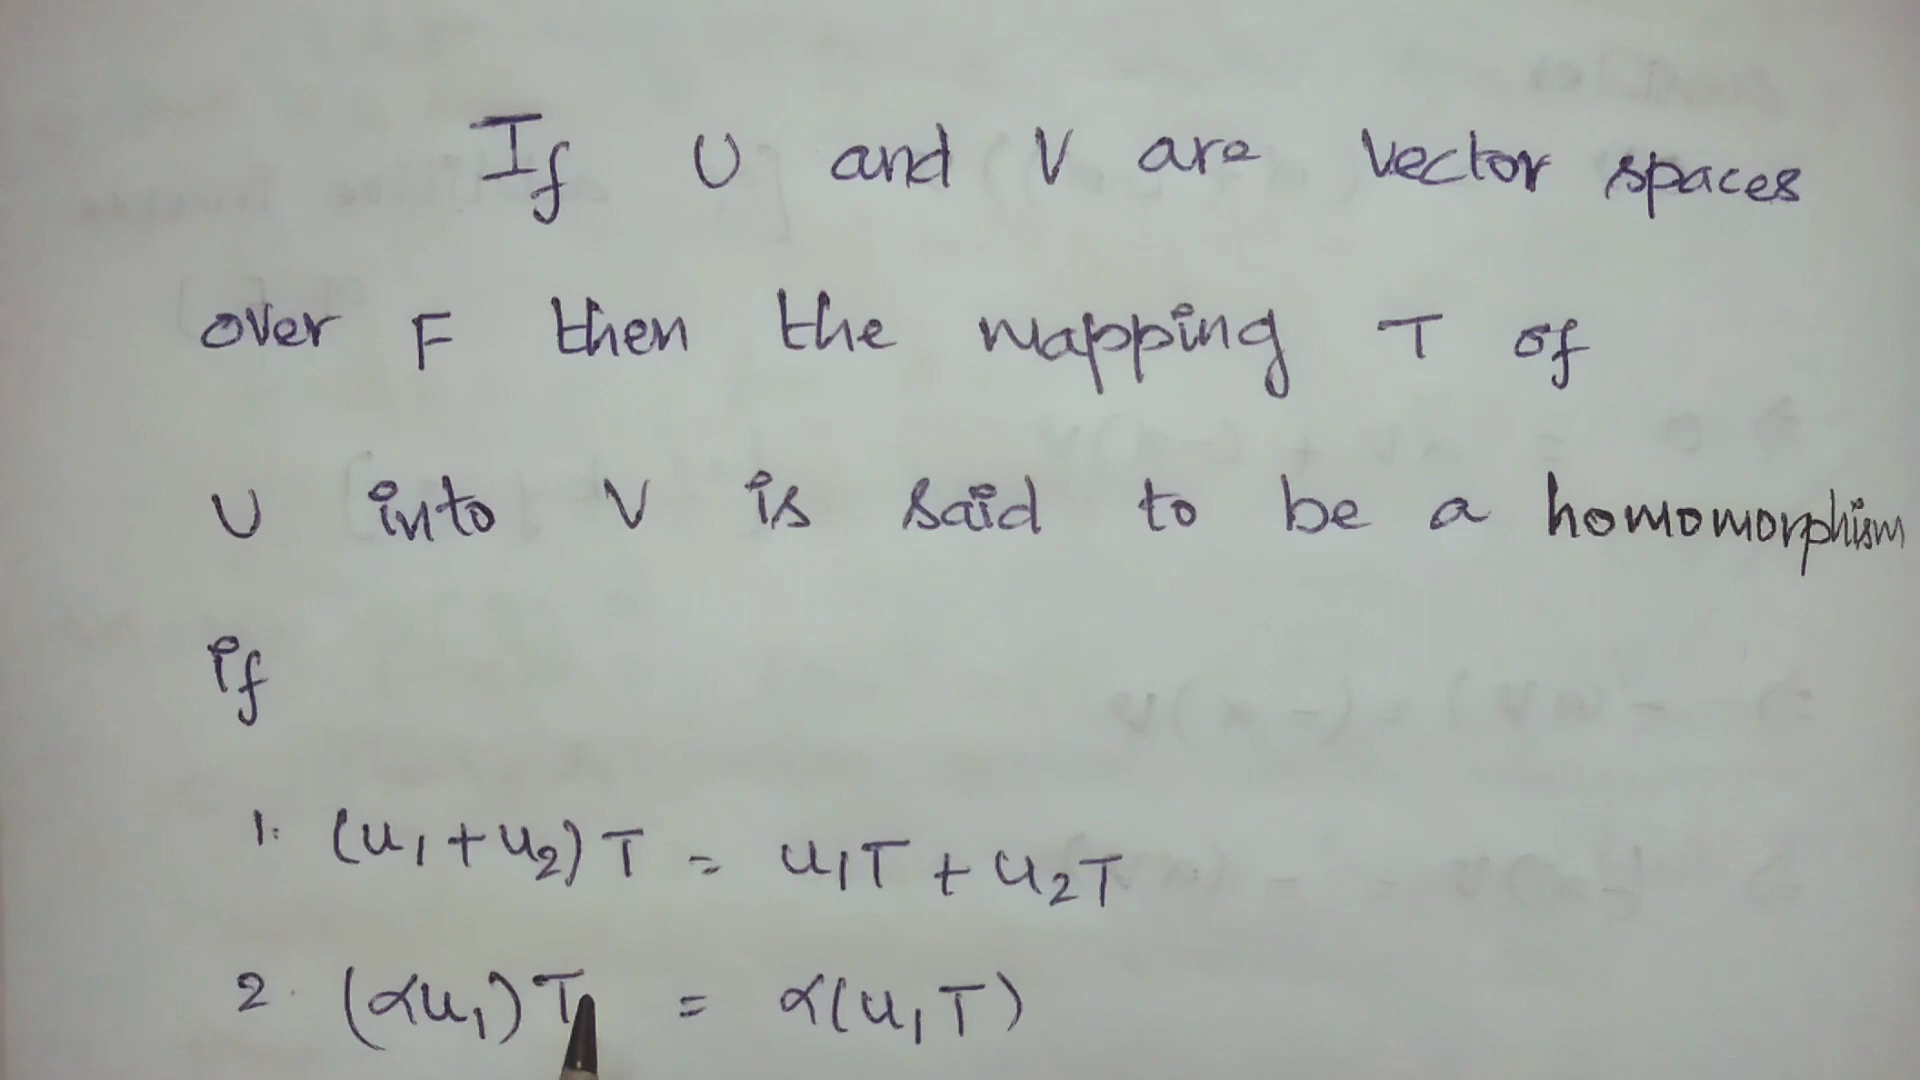 If U and V are vector spaces
over F then the mapping T of
U into V is said to be a homomorphism
if
1. (u₁+u₂)T = u₁T + u₂T
2. (αu₁)T = α(u₁T)